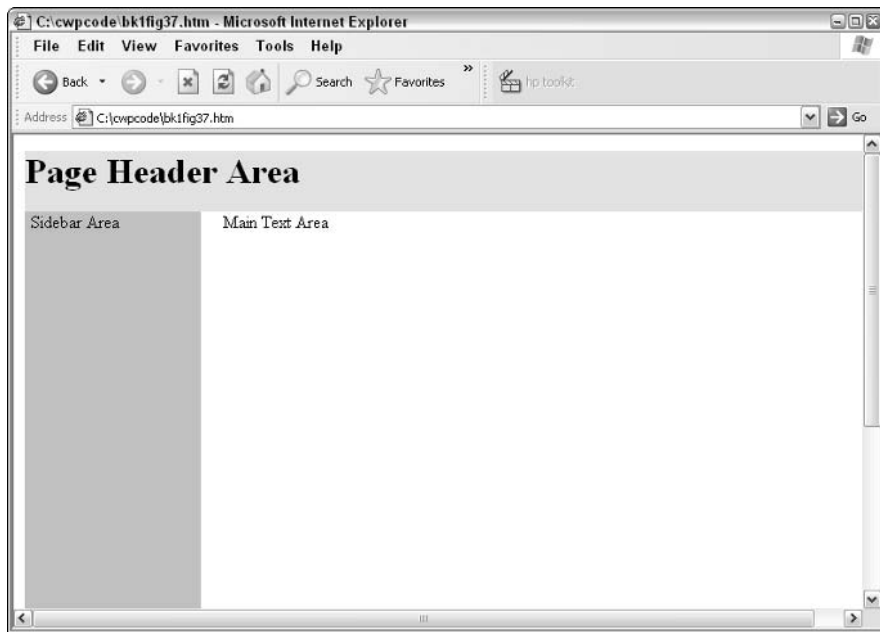 C:\cwpcode\bk1fig37.htm - Microsoft Internet Explorer
File Edit View Favorites Tools Help
Back Search Favorites » hp toolkit
Address C:\cwpcode\bk1fig37.htm Go
Page Header Area
Sidebar Area Main Text Area